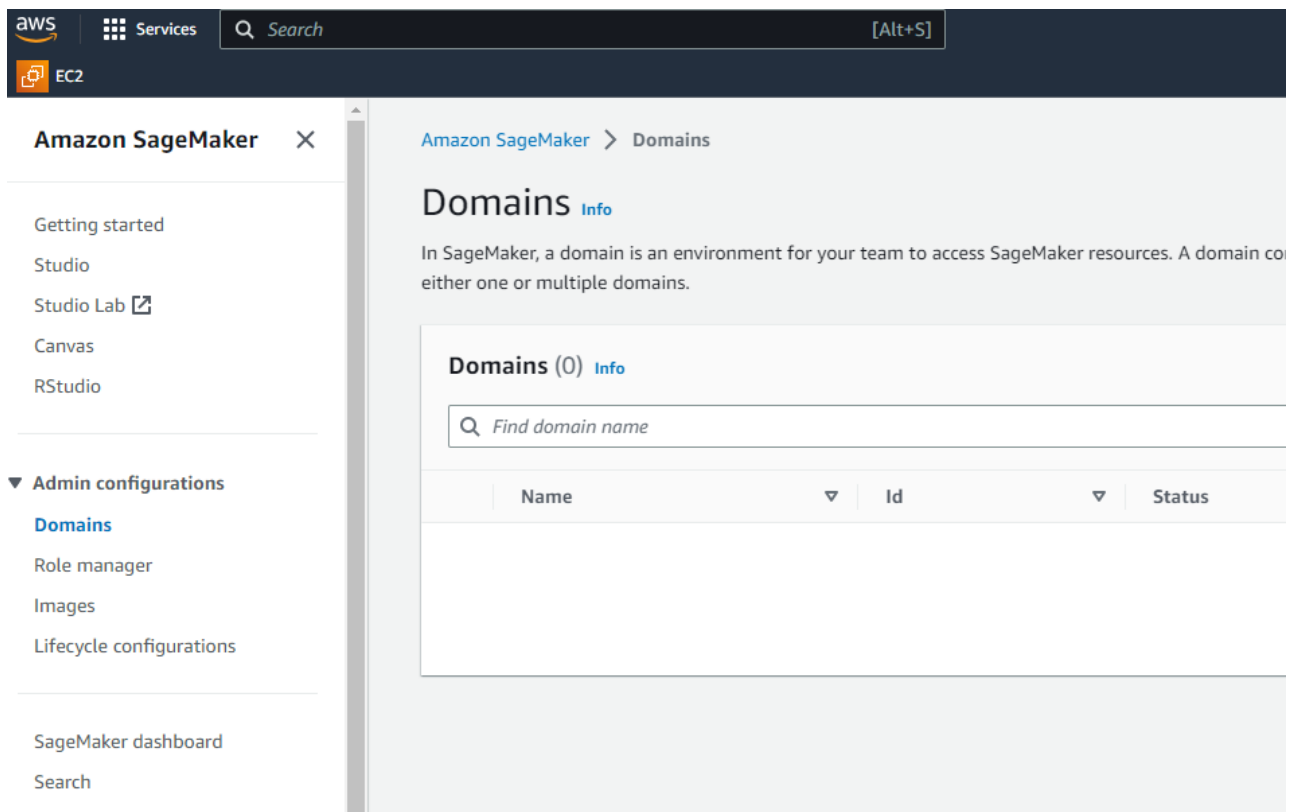 aws Services Search [Alt+S]
EC2
Amazon SageMaker
Getting started
Studio
Studio Lab
Canvas
RStudio
Admin configurations
Domains
Role manager
Images
Lifecycle configurations
SageMaker dashboard
Search
Amazon SageMaker > Domains
Domains Info
In SageMaker, a domain is an environment for your team to access SageMaker resources. A domain co
either one or multiple domains.
Domains (0) Info
Find domain name
Name Id Status